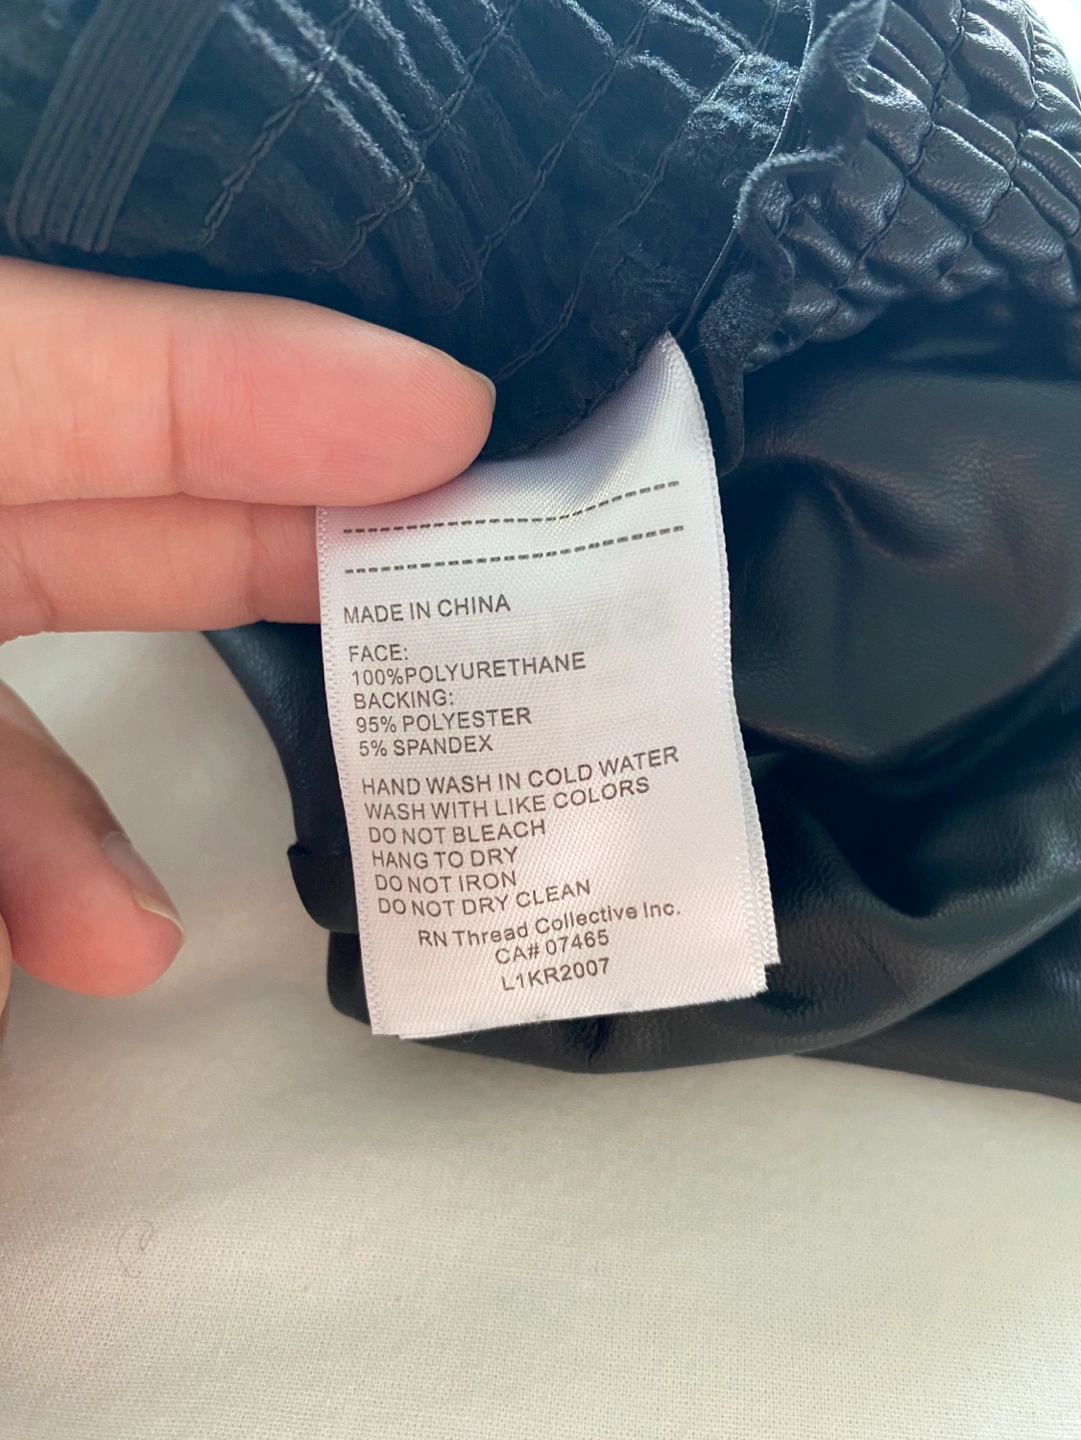 MADE IN CHINA
FACE:
100%POLYURETHANE
BACKING:
95% POLYESTER
5% SPANDEX
HAND WASH IN COLD WATER
WASH WITH LIKE COLORS
DO NOT BLEACH
HANG TO DRY
DO NOT IRON
DO NOT DRY CLEAN
RN Thread Collective Inc.
CA# 07465
L1KR2007